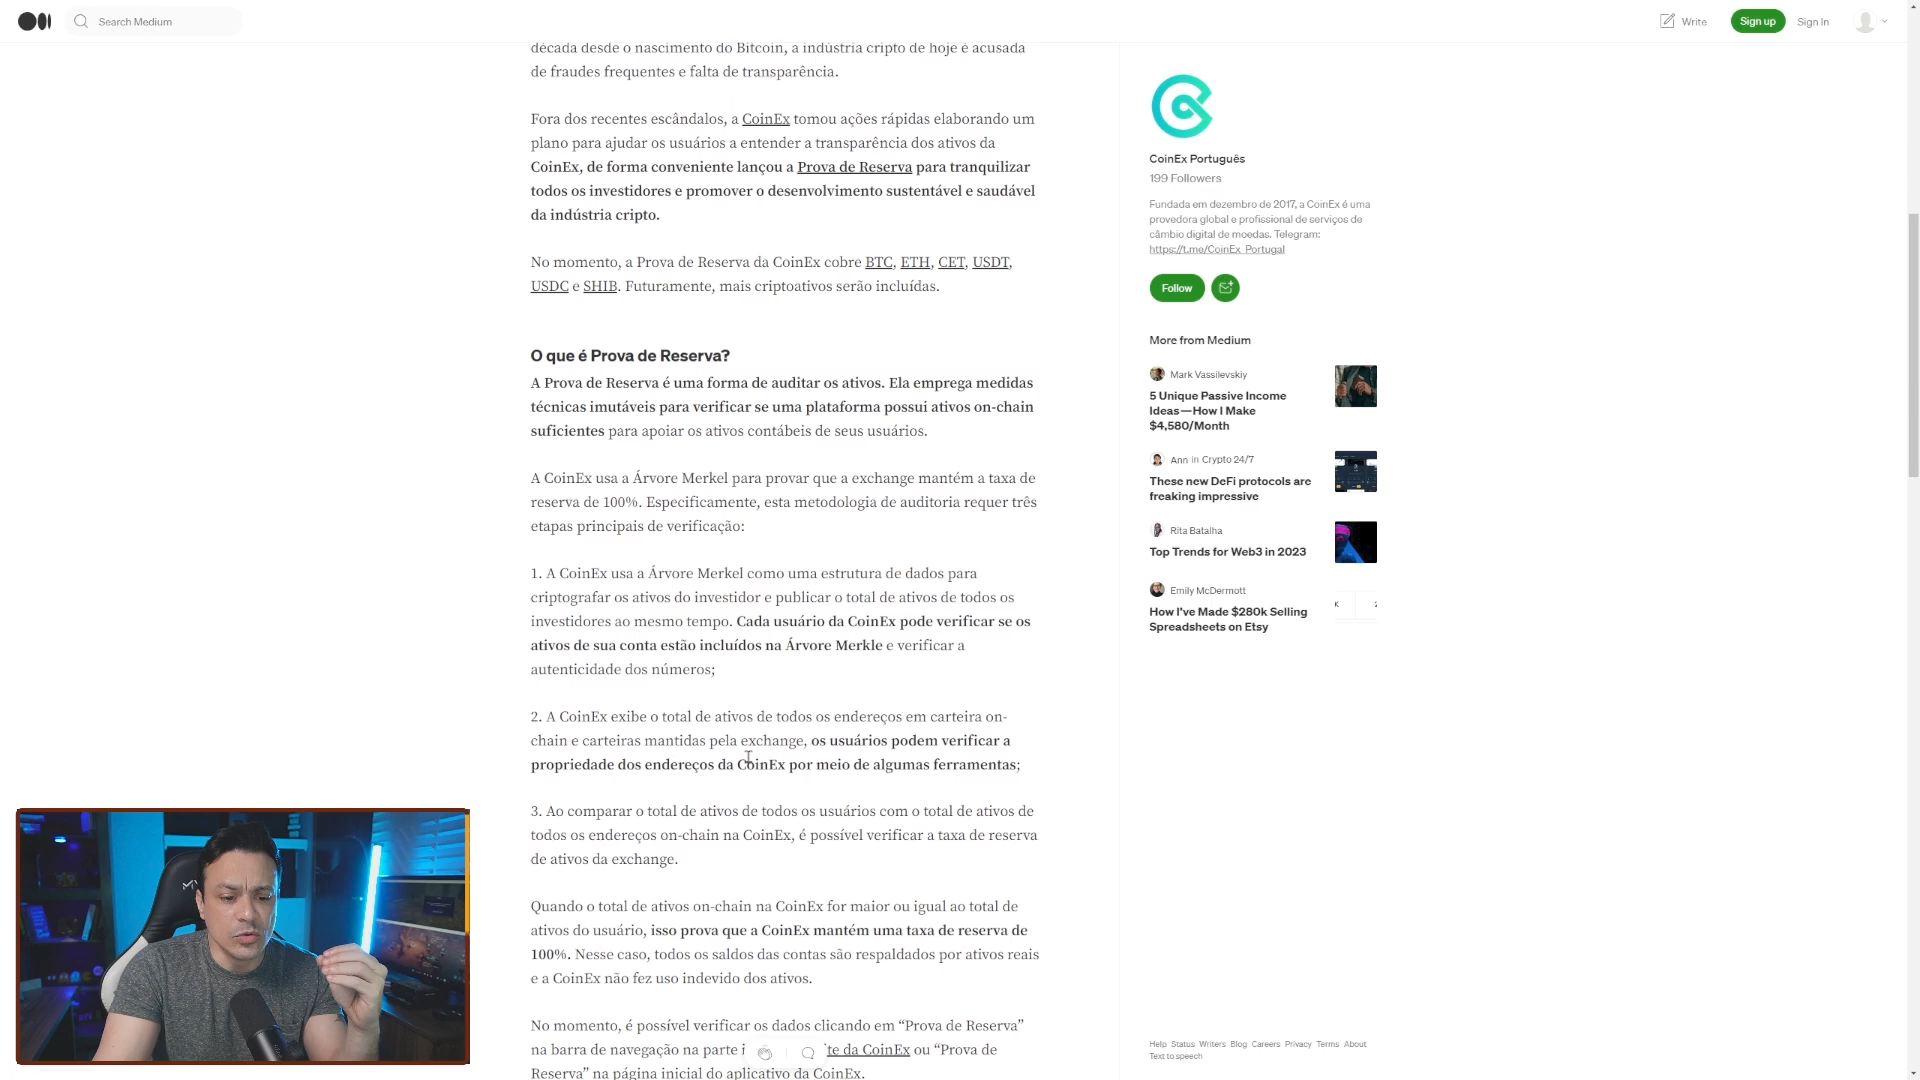 Search Medium
Write
Sign up
Sign In
década desde o nascimento do Bitcoin, a indústria cripto de hoje é acusada
de fraudes frequentes e falta de transparência.
Fora dos recentes escândalos, a CoinEx tomou ações rápidas elaborando um
plano para ajudar os usuários a entender a transparência dos ativos da
CoinEx, de forma conveniente lançou a Prova de Reserva para tranquilizar
todos os investidores e promover o desenvolvimento sustentável e saudável
da indústria cripto.
No momento, a Prova de Reserva da CoinEx cobre BTC, ETH, CET, USDT,
USDC e SHIB. Futuramente, mais criptoativos serão incluídas.
O que é Prova de Reserva?
A Prova de Reserva é uma forma de auditar os ativos. Ela emprega medidas
técnicas imutáveis para verificar se uma plataforma possui ativos on-chain
suficientes para apoiar os ativos contábeis de seus usuários.
A CoinEx usa a Árvore Merkel para provar que a exchange mantém a taxa de
reserva de 100%. Especificamente, esta metodologia de auditoria requer três
etapas principais de verificação:
1. A CoinEx usa a Árvore Merkel como uma estrutura de dados para
criptografar os ativos do investidor e publicar o total de ativos de todos os
investidores ao mesmo tempo. Cada usuário da CoinEx pode verificar se os
ativos de sua conta estão incluídos na Árvore Merkle e verificar a
autenticidade dos números;
2. A CoinEx exibe o total de ativos de todos os endereços em carteira on-
chain e carteiras mantidas pela exchange, os usuários podem verificar a
propriedade dos endereços da CoinEx por meio de algumas ferramentas;
3. Ao comparar o total de ativos de todos os usuários com o total de ativos de
todos os endereços on-chain na CoinEx, é possível verificar a taxa de reserva
de ativos da exchange.
Quando o total de ativos on-chain na CoinEx for maior ou igual ao total de
ativos do usuário, isso prova que a CoinEx mantém uma taxa de reserva de
100%. Nesse caso, todos os saldos das contas são respaldados por ativos reais
e a CoinEx não fez uso indevido dos ativos.
No momento, é possível verificar os dados clicando em “Prova de Reserva”
na barra de navegação na parte i te da CoinEx ou “Prova de
Reserva” na página inicial do aplicativo da CoinEx.
CoinEx Português
199 Followers
Fundada em dezembro de 2017, a CoinEx é uma
provedora global e profissional de serviços de
câmbio digital de moedas. Telegram:
https://t.me/CoinEx_Portugal
Follow
More from Medium
Mark Vassilevskiy
5 Unique Passive Income
Ideas — How I Make
$4,580/Month
Ann in Crypto 24/7
These new DeFi protocols are
freaking impressive
Rita Batalha
Top Trends for Web3 in 2023
Emily McDermott
How I've Made $280k Selling
Spreadsheets on Etsy
Help Status Writers Blog Careers Privacy Terms About
Text to speech